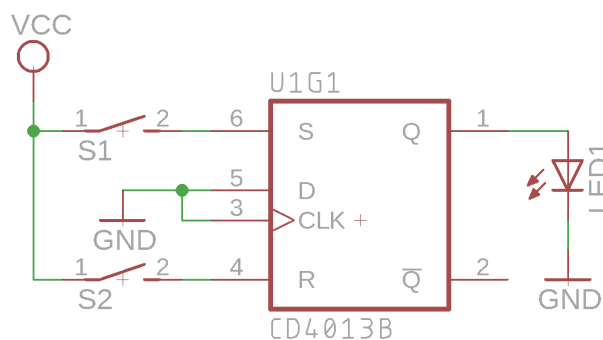 VCC
U1G1
1 2 6 S Q 1
S1
5 D
3 CLK
LED1
GND
1 2 4 R Q̅ 2
S2
GND
CD4013B